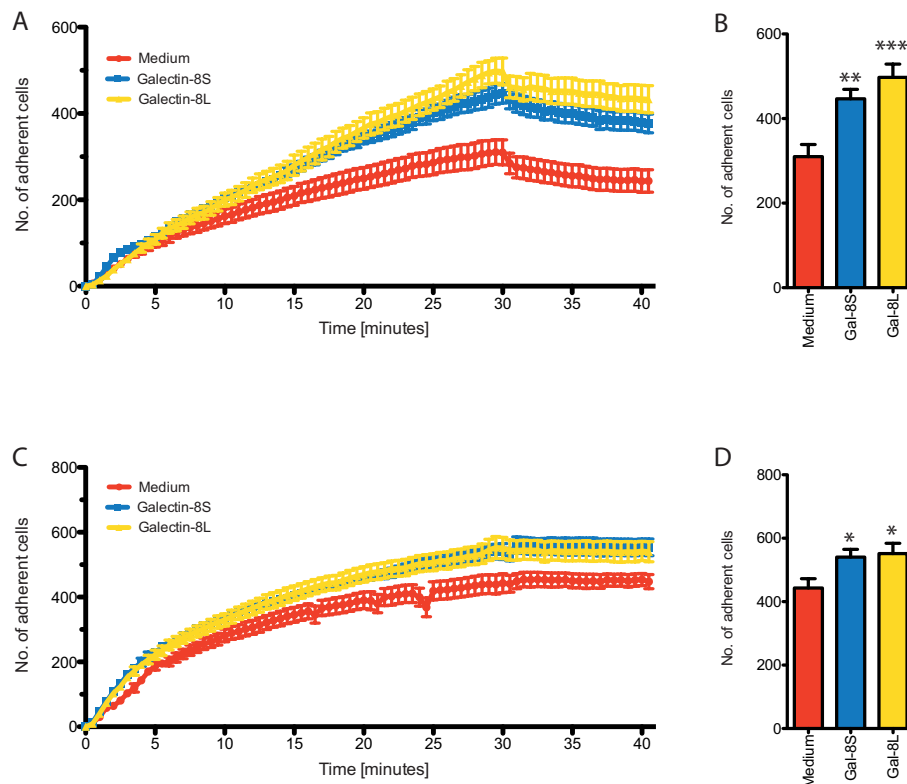 A
No. of adherent cells
600
400
200
0
Medium
Galectin-8S
Galectin-8L
0 5 10 15 20 25 30 35 40
Time [minutes]
B
No. of adherent cells
600
400
200
0
** ***
Medium Gal-8S Gal-8L
C
No. of adherent cells
800
600
400
200
0
Medium
Galectin-8S
Galectin-8L
0 5 10 15 20 25 30 35 40
Time [minutes]
D
No. of adherent cells
800
600
400
200
0
* *
Medium Gal-8S Gal-8L